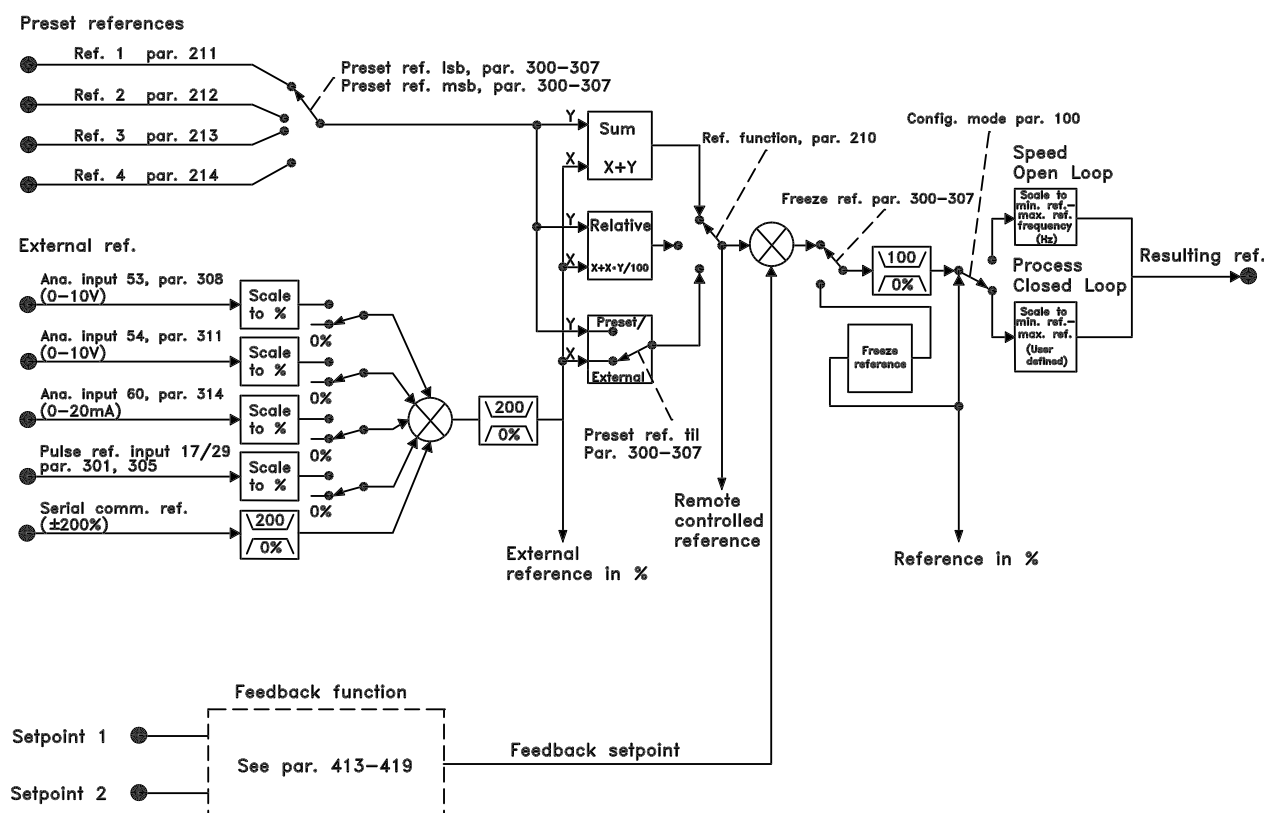 Preset references
Ref. 1 par. 211
Ref. 2 par. 212
Ref. 3 par. 213
Ref. 4 par. 214
Preset ref. lsb, par. 300-307
Preset ref. msb, par. 300-307
Y
Sum
X
X+Y
Y
Relative
X
X+X•Y/100
Y
Preset/
X
External
Ref. function, par. 210
Config. mode par. 100
Freeze ref. par. 300-307
Speed
Open Loop
Scale to
min. ref.-
max. ref.
frequency
(Hz)
Process
Closed Loop
Scale to
min. ref.-
max. ref.
(User
defined)
Resulting ref.
100
0%
Freeze
reference
External ref.
Ana. input 53, par. 308
(0-10V)
Scale
to %
0%
Ana. input 54, par. 311
(0-10V)
Scale
to %
0%
Ana. input 60, par. 314
(0-20mA)
Scale
to %
0%
Pulse ref. input 17/29
par. 301, 305
Scale
to %
0%
Serial comm. ref.
(±200%)
200
0%
200
0%
Preset ref. til
Par. 300-307
Remote
controlled
reference
External
reference in %
Reference in %
Feedback function
Setpoint 1
See par. 413-419
Setpoint 2
Feedback setpoint